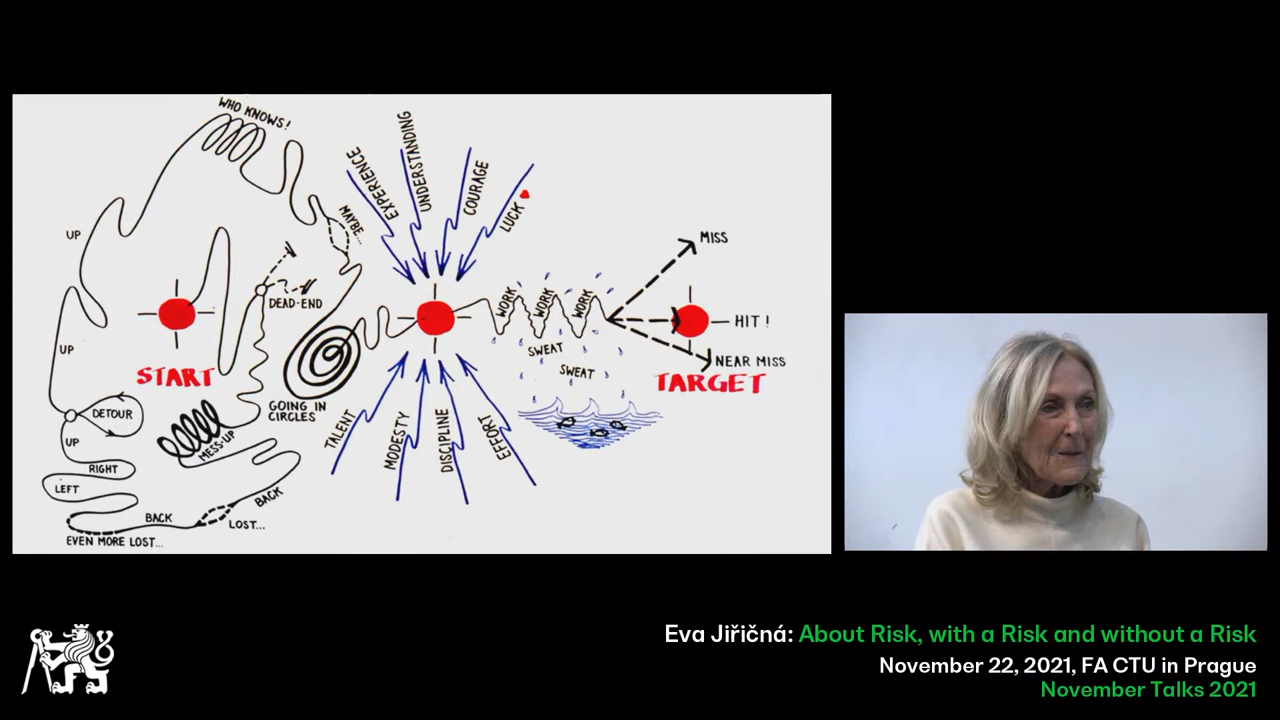 WHO KNOWS!
UP
MAYBE...
DEAD-END
START
UP
DETOUR
UP
RIGHT
LEFT
MESS-UP
BACK
LOST...
BACK
EVEN MORE LOST...
GOING IN
CIRCLES
EXPERIENCE
UNDERSTANDING
COURAGE
LUCK
TALENT
MODESTY
DISCIPLINE
EFFORT
WORK
WORK
WORK
SWEAT
SWEAT
MISS
HIT !
NEAR MISS
TARGET
Eva Jiřičná: About Risk, with a Risk and without a Risk
November 22, 2021, FA CTU in Prague
November Talks 2021